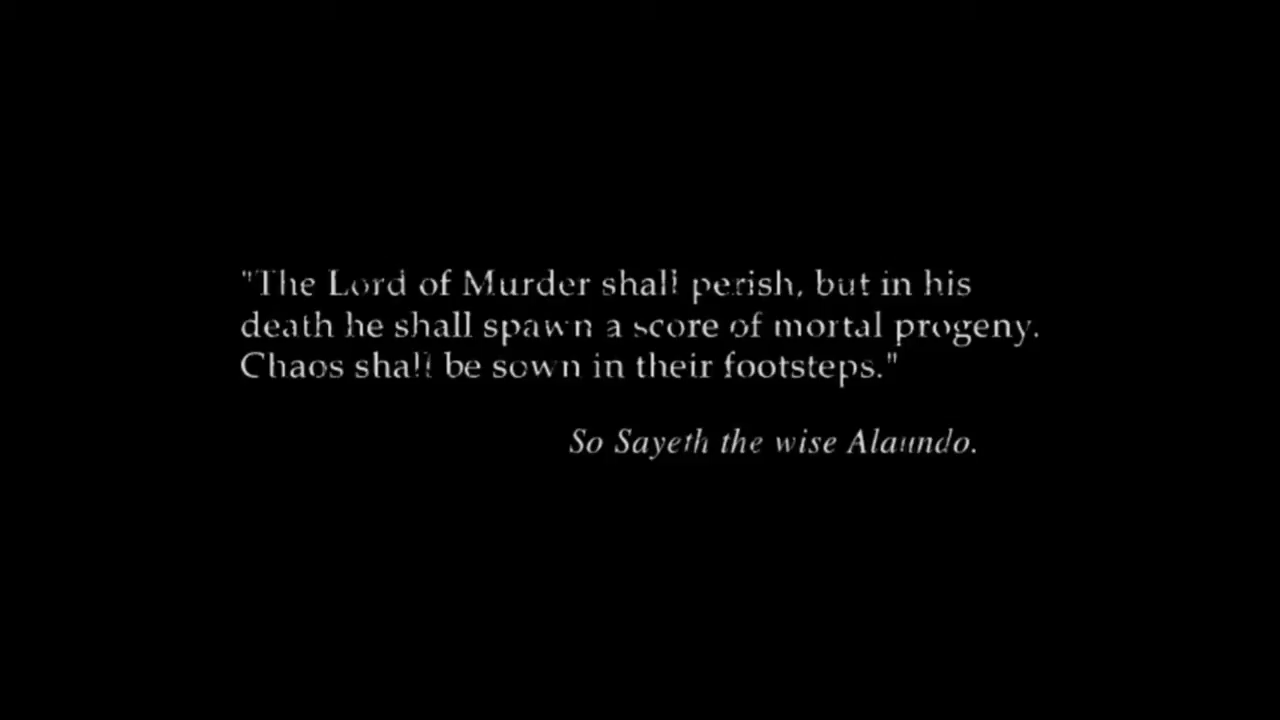 "The Lord of Murder shall perish, but in his
death he shall spawn a score of mortal progeny.
Chaos shall be sown in their footsteps."
So Sayeth the wise Alaundo.